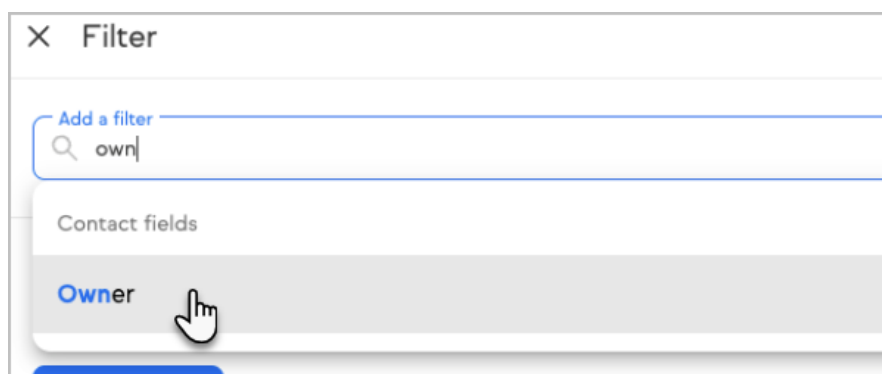 Filter
Add a filter
own
Contact fields
Owner